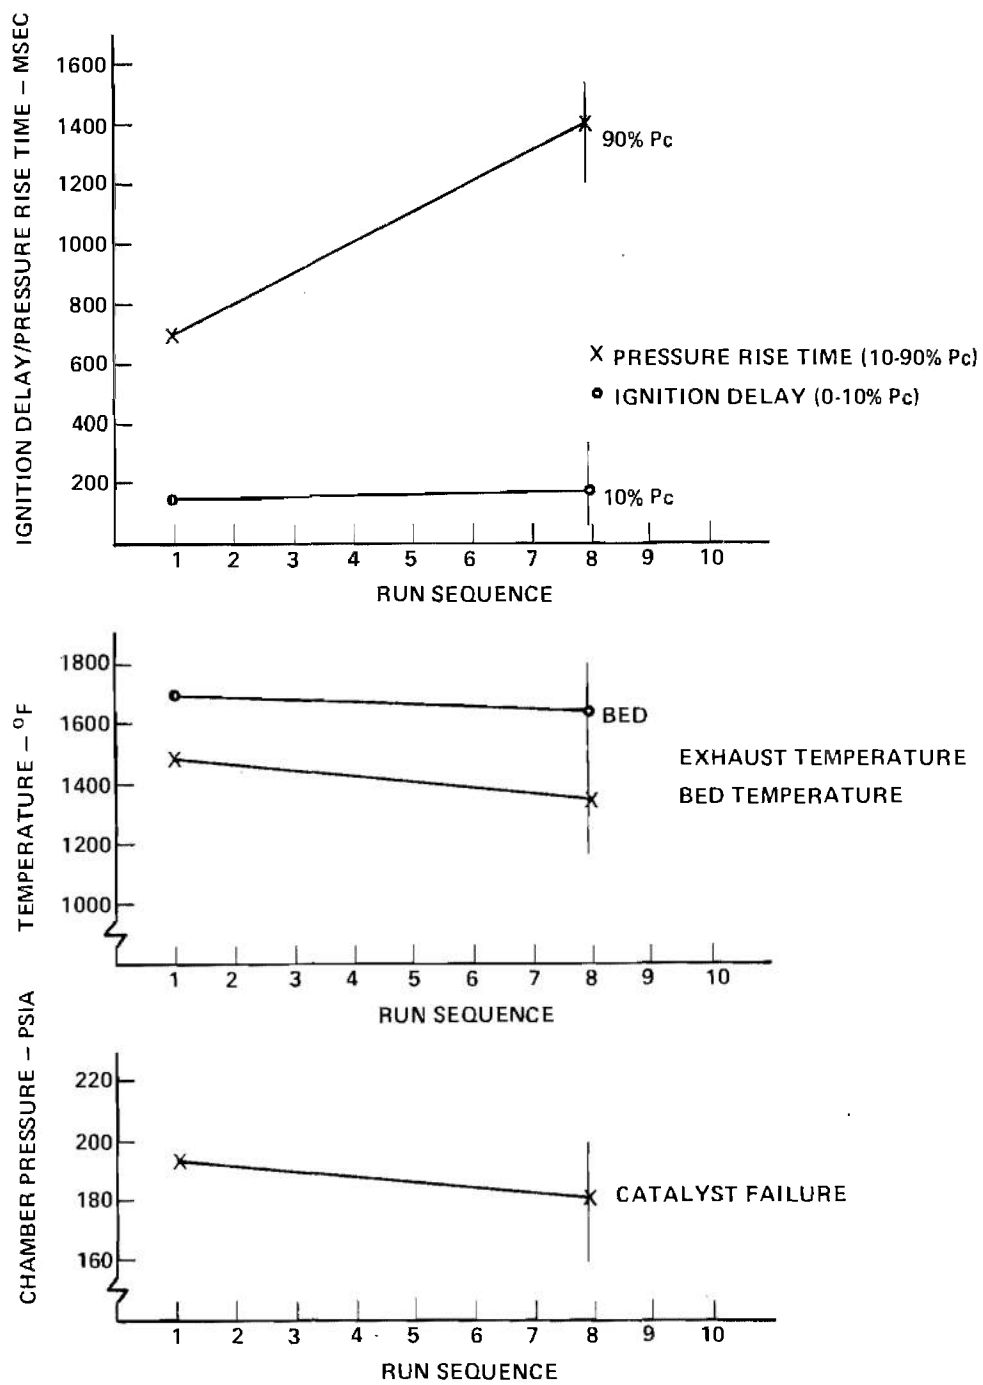 IGNITION DELAY/PRESSURE RISE TIME – MSEC
1600
1400
1200
1000
800
600
400
200
90% Pc
X PRESSURE RISE TIME (10-90% Pc)
IGNITION DELAY (0-10% Pc)
10% Pc
1 2 3 4 5 6 7 8 9 10
RUN SEQUENCE
TEMPERATURE – °F
1800
1600
1400
1200
1000
BED
EXHAUST TEMPERATURE
BED TEMPERATURE
1 2 3 4 5 6 7 8 9 10
RUN SEQUENCE
CHAMBER PRESSURE – PSIA
220
200
180
160
CATALYST FAILURE
1 2 3 4 5 6 7 8 9 10
RUN SEQUENCE